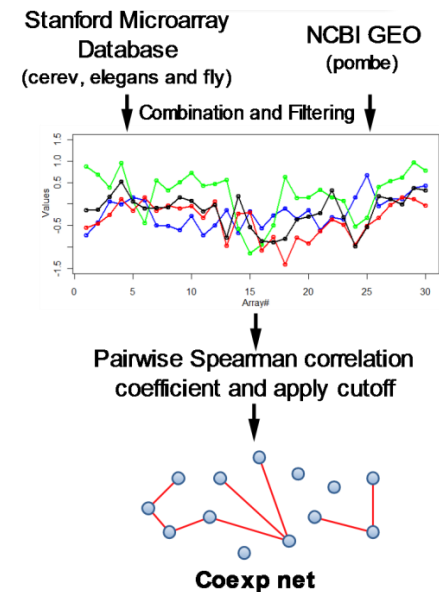 Stanford Microarray
Database
(cerev, elegans and fly)
NCBI GEO
(pombe)
Combination and Filtering
Values
1.5
0.5
-0.5
-1.5
0 5 10 15 20 25 30
Array#
Pairwise Spearman correlation
coefficient and apply cutoff
Coexp net